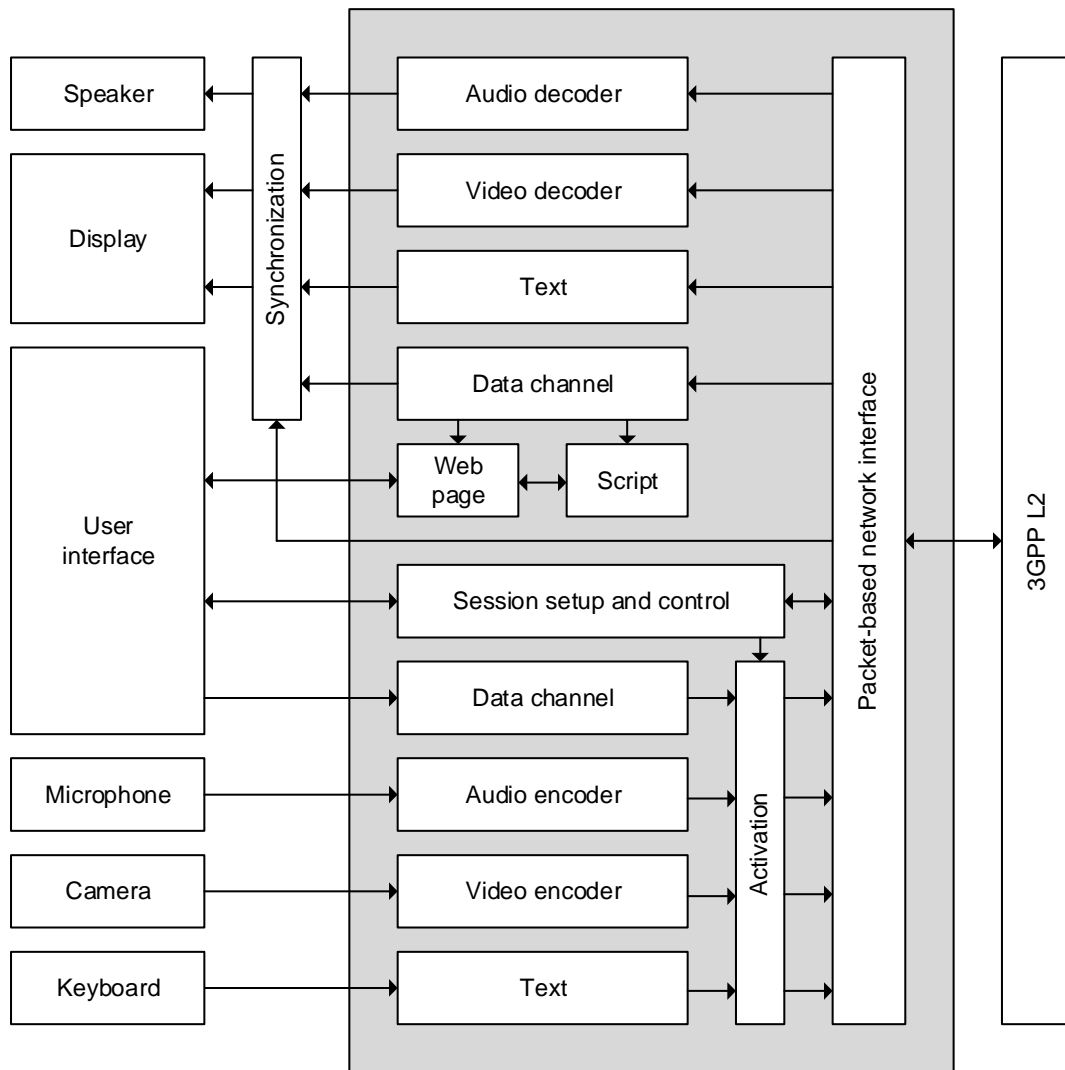 Speaker
Audio decoder
Video decoder
Display
Synchronization
Text
Data channel
Web
page
Script
User
interface
Packet-based network interface
3GPP L2
Session setup and control
Data channel
Microphone
Audio encoder
Activation
Camera
Video encoder
Keyboard
Text